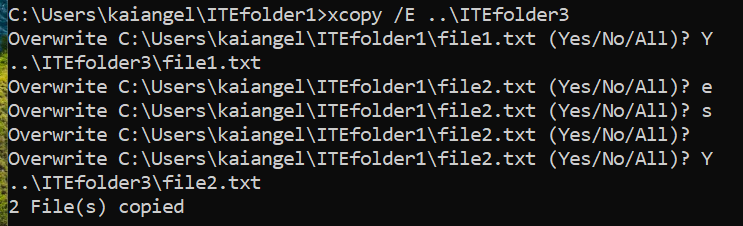 C:\Users\kaiangel\ITEfolder1>xcopy /E ..\ITEfolder3
Overwrite C:\Users\kaiangel\ITEfolder1\file1.txt (Yes/No/All)? Y
..\ITEfolder3\file1.txt
Overwrite C:\Users\kaiangel\ITEfolder1\file2.txt (Yes/No/All)? e
Overwrite C:\Users\kaiangel\ITEfolder1\file2.txt (Yes/No/All)? s
Overwrite C:\Users\kaiangel\ITEfolder1\file2.txt (Yes/No/All)?
Overwrite C:\Users\kaiangel\ITEfolder1\file2.txt (Yes/No/All)? Y
..\ITEfolder3\file2.txt
2 File(s) copied